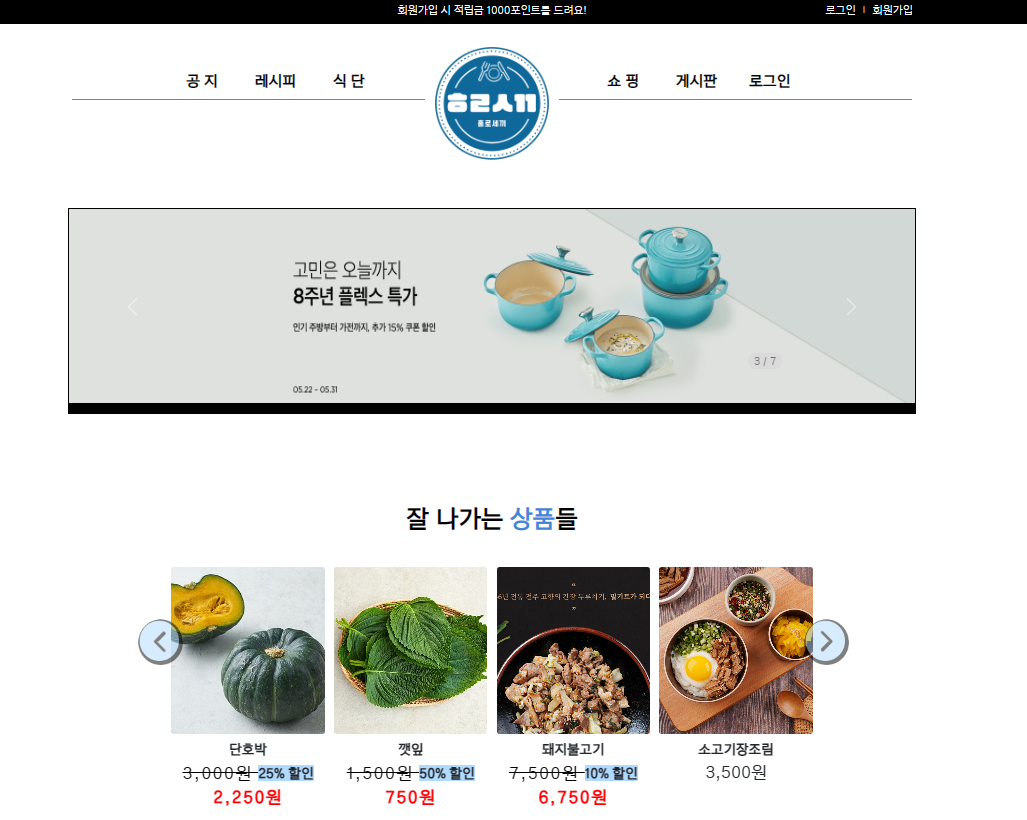 회원가입 시 적립금 1000포인트를 드려요!
로그인 | 회원가입
공 지 레시피 식 단 쇼 핑 게시판 로그인
ㅎㄹㅅㄲ
홀로세끼
고민은 오늘까지
8주년 플렉스 특가
인기 주방부터 가전까지, 추가 15% 쿠폰 할인
3 / 7
05.22 - 05.31
잘 나가는 상품들
단호박 깻잎 돼지불고기 소고기장조림
3,000원 25% 할인 1,500원 50% 할인 7,500원 10% 할인 3,500원
2,250원 750원 6,750원